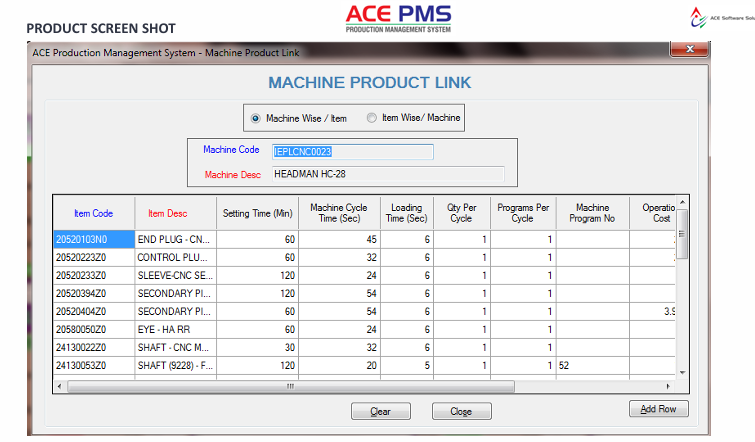 ACE PMS
PRODUCTION MANAGEMENT SYSTEM
PRODUCT SCREEN SHOT
ACE Software Solu
ACE Production Management System - Machine Product Link
MACHINE PRODUCT LINK
Machine Wise / Item Item Wise/ Machine
Machine Code IEPLCNC0023
Machine Desc HEADMAN HC-28
Item Code Item Desc Setting Time (Min) Machine Cycle Time (Sec) Loading Time (Sec) Qty Per Cycle Programs Per Cycle Machine Program No Operatio Cost
20520103N0 END PLUG - CN... 60 45 6 1 1
20520223Z0 CONTROL PLU... 60 32 6 1 1
20520233Z0 SLEEVE-CNC SE... 120 24 6 1 1
20520394Z0 SECONDARY PI... 120 54 6 1 1
20520404Z0 SECONDARY PI... 60 54 6 1 1 3.9
20580050Z0 EYE - HA RR 60 24 6 1 1
24130022Z0 SHAFT - CNC M... 30 32 6 1 1
24130053Z0 SHAFT (9228) - F... 120 20 5 1 1 52
Clear Close Add Row